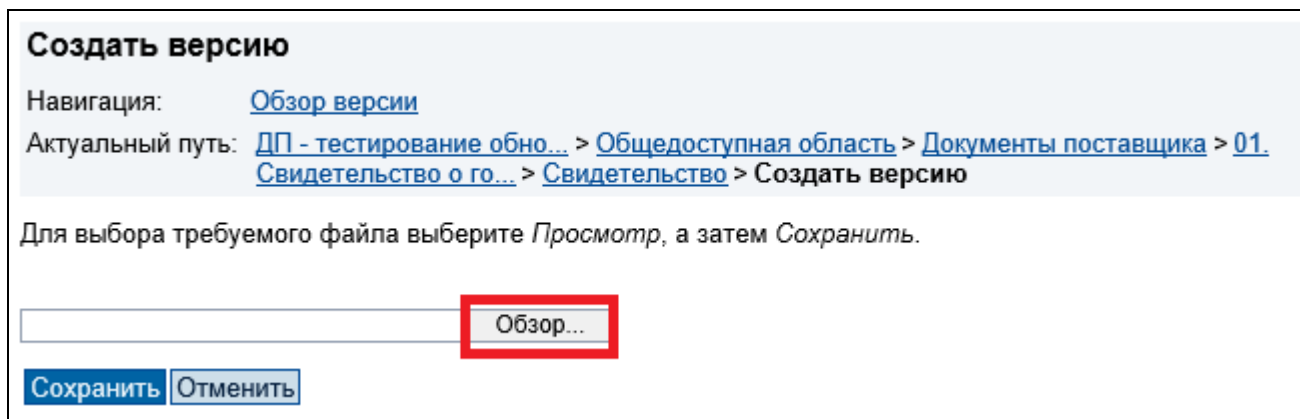 Создать версию
Навигация: Обзор версии
Актуальный путь: ДП - тестирование обно... > Общедоступная область > Документы поставщика > 01.
Свидетельство о го... > Свидетельство > Создать версию
Для выбора требуемого файла выберите Просмотр, а затем Сохранить.
Обзор...
Сохранить Отменить